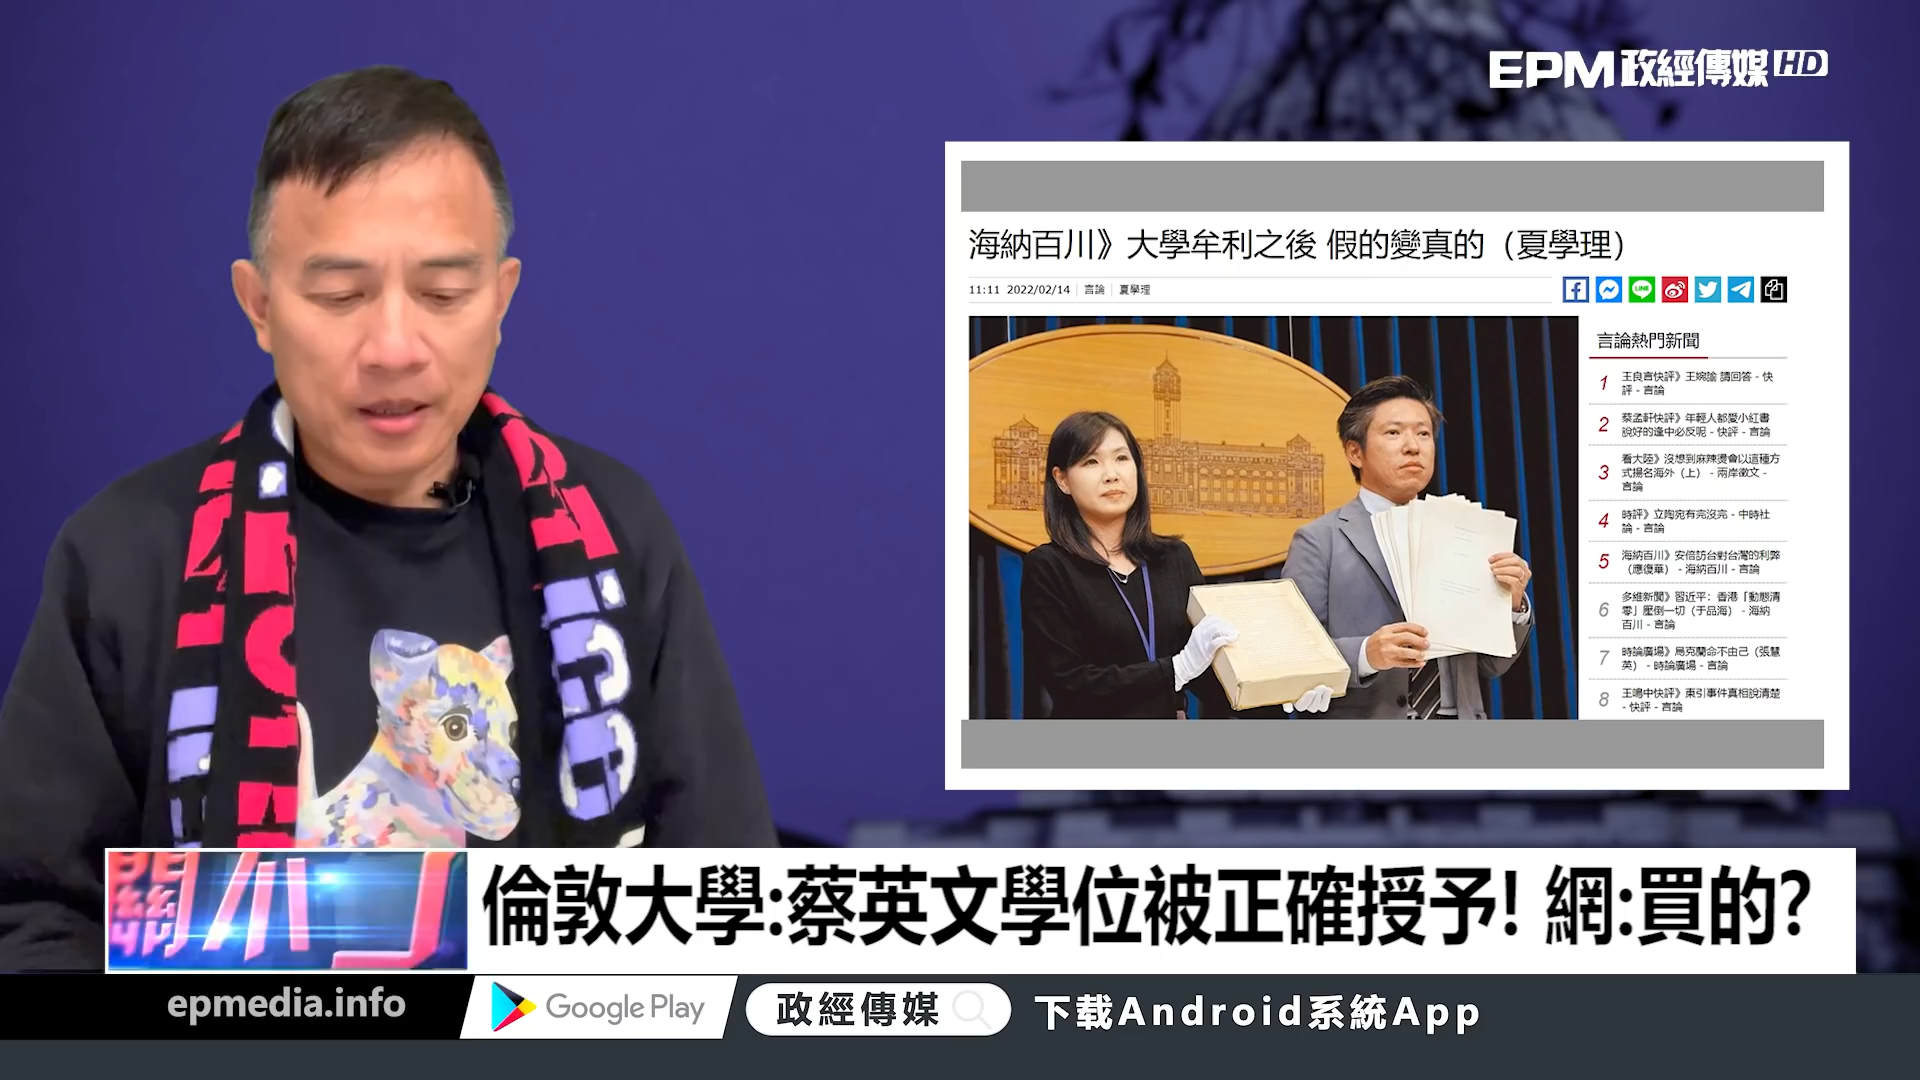 EPM政經傳媒HD
海納百川》大學牟利之後 假的變真的（夏學理）
11:11 2022/02/14 言論 夏學理
LINE
言論熱門新聞
1 王良言快評》王婉諭 請回答 - 快
評 - 言論
2 蔡孟軒快評》年輕人都愛小紅書
說好的逢中必反呢 - 快評 - 言論
3 看大陸》沒想到麻辣燙會以這種方
式揚名海外（上） - 兩岸徵文 -
言論
4 時評》立陶宛有完沒完 - 中時社
論 - 言論
5 海納百川》安倍訪台對台灣的利弊
（應復華） - 海納百川 - 言論
6 多維新聞》習近平：香港「動態清
零」壓倒一切（于品海） - 海納
百川 - 言論
7 時論廣場》烏克蘭命不由己（張慧
英） - 時論廣場 - 言論
8 王鳴中快評》東引事件真相說清楚
- 快評 - 言論
倫敦大學:蔡英文學位被正確授予! 網:買的?
epmedia.info
Google Play
政經傳媒
下载Android系統App